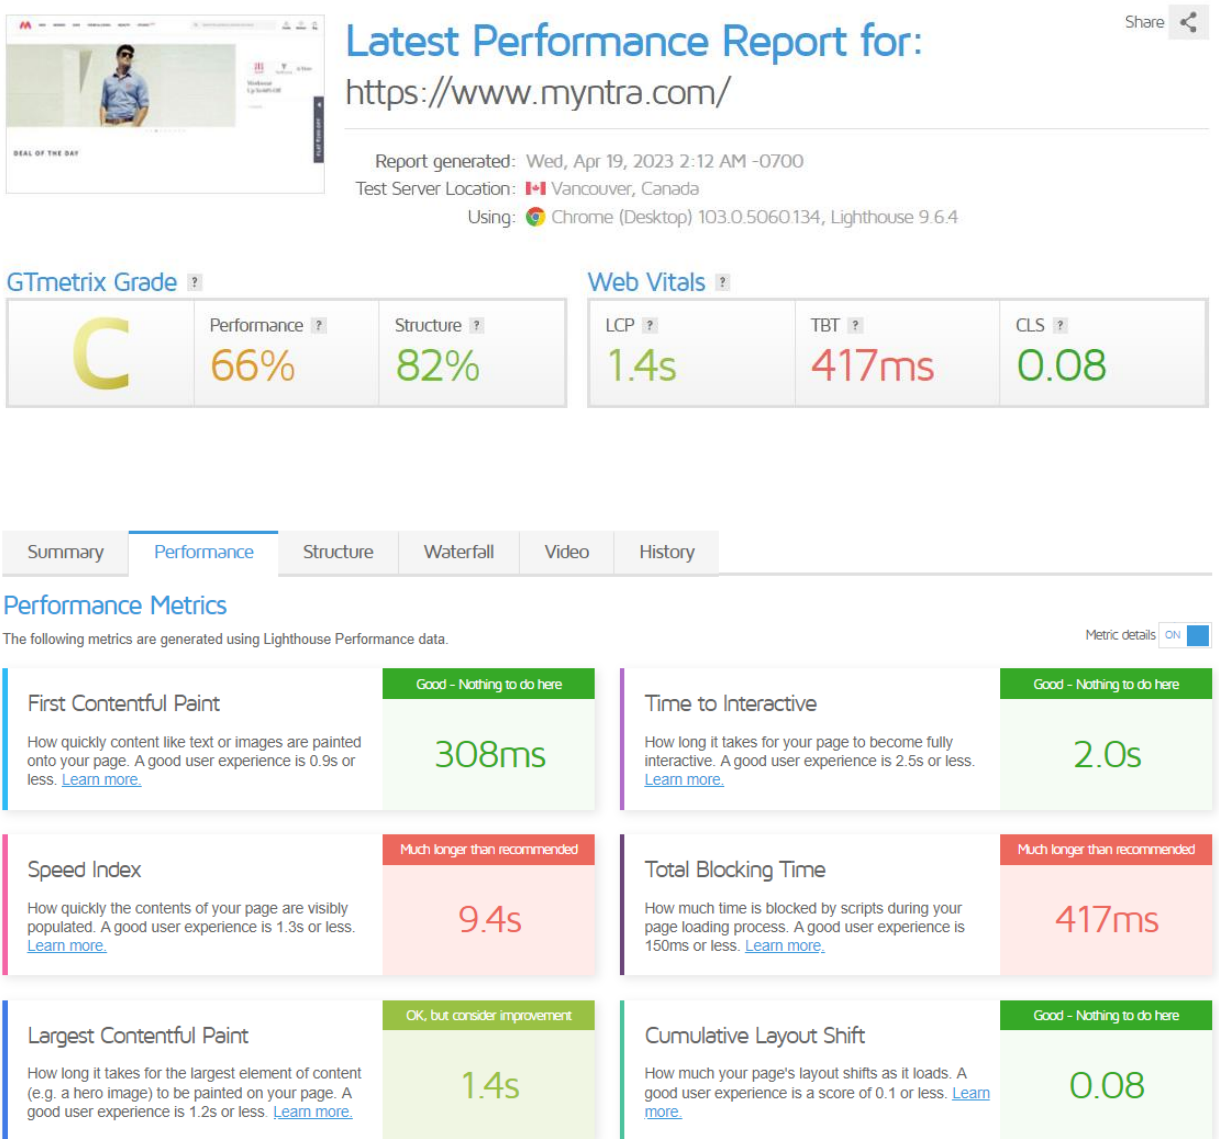 Latest Performance Report for:
Share
https://www.myntra.com/
DEAL OF THE DAY
Report generated: Wed, Apr 19, 2023 2:12 AM -0700
Test Server Location: Vancouver, Canada
Using: Chrome (Desktop) 103.0.5060.134, Lighthouse 9.6.4
GTmetrix Grade ?
Web Vitals ?
C
Performance ?
66%
Structure ?
82%
LCP ?
1.4s
TBT ?
417ms
CLS ?
0.08
Summary Performance Structure Waterfall Video History
Performance Metrics
The following metrics are generated using Lighthouse Performance data.
Metric details ON
First Contentful Paint
How quickly content like text or images are painted
onto your page. A good user experience is 0.9s or
less. Learn more.
Good - Nothing to do here
308ms
Time to Interactive
How long it takes for your page to become fully
interactive. A good user experience is 2.5s or less.
Learn more.
Good - Nothing to do here
2.0s
Speed Index
How quickly the contents of your page are visibly
populated. A good user experience is 1.3s or less.
Learn more.
Much longer than recommended
9.4s
Total Blocking Time
How much time is blocked by scripts during your
page loading process. A good user experience is
150ms or less. Learn more.
Much longer than recommended
417ms
Largest Contentful Paint
How long it takes for the largest element of content
(e.g. a hero image) to be painted on your page. A
good user experience is 1.2s or less. Learn more.
OK, but consider improvement
1.4s
Cumulative Layout Shift
How much your page's layout shifts as it loads. A
good user experience is a score of 0.1 or less. Learn
more.
Good - Nothing to do here
0.08